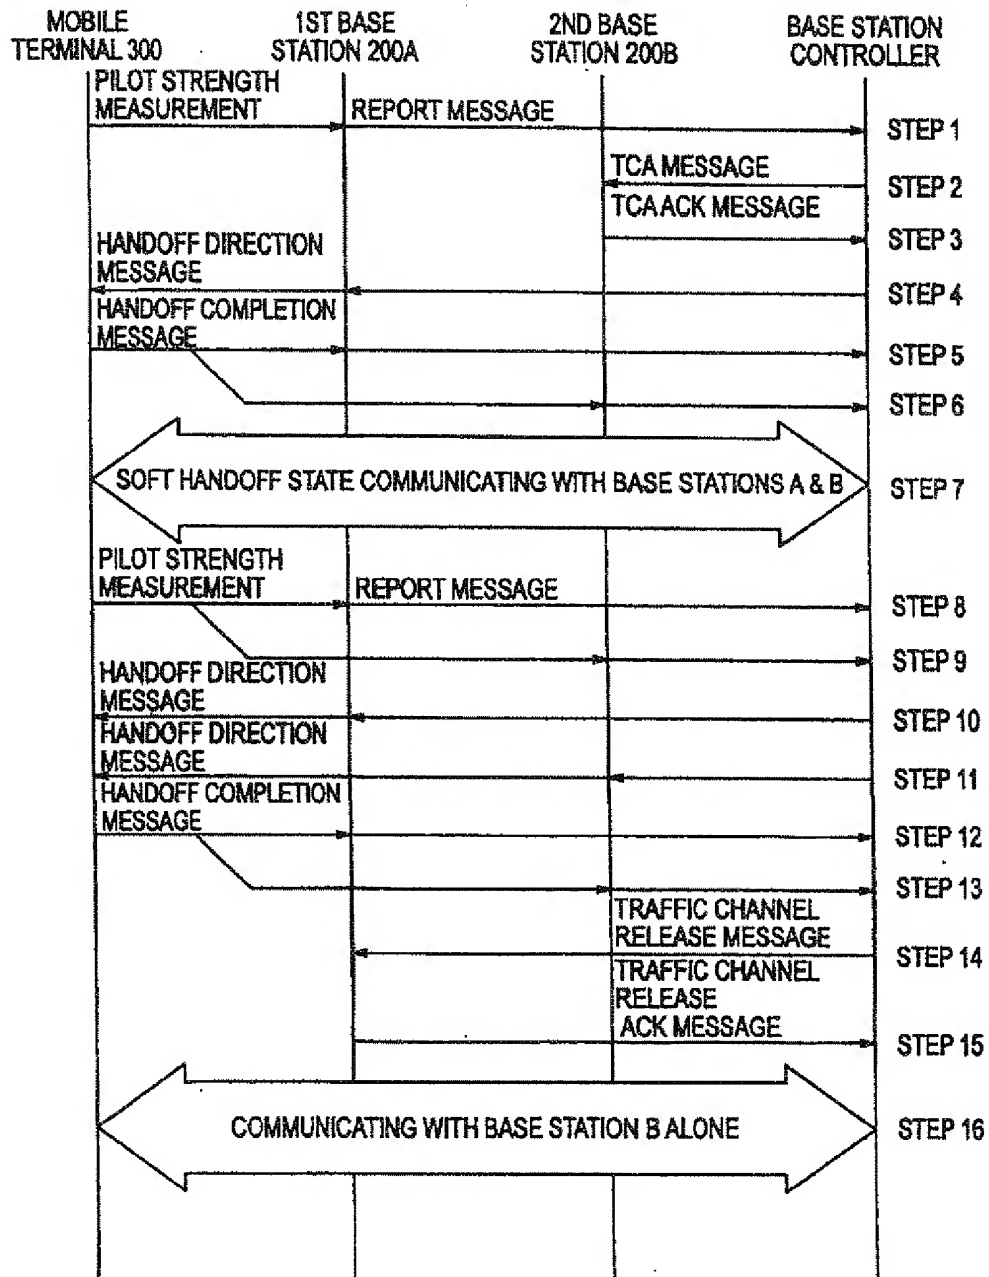 MOBILE
TERMINAL 300
1ST BASE
STATION 200A
2ND BASE
STATION 200B
BASE STATION
CONTROLLER
PILOT STRENGTH
MEASUREMENT
REPORT MESSAGE
STEP 1
TCA MESSAGE
STEP 2
TCA ACK MESSAGE
STEP 3
HANDOFF DIRECTION
MESSAGE
STEP 4
HANDOFF COMPLETION
MESSAGE
STEP 5
STEP 6
SOFT HANDOFF STATE COMMUNICATING WITH BASE STATIONS A & B
STEP 7
PILOT STRENGTH
MEASUREMENT
REPORT MESSAGE
STEP 8
STEP 9
HANDOFF DIRECTION
MESSAGE
STEP 10
HANDOFF DIRECTION
MESSAGE
STEP 11
HANDOFF COMPLETION
MESSAGE
STEP 12
STEP 13
TRAFFIC CHANNEL
RELEASE MESSAGE
STEP 14
TRAFFIC CHANNEL
RELEASE
ACK MESSAGE
STEP 15
COMMUNICATING WITH BASE STATION B ALONE
STEP 16